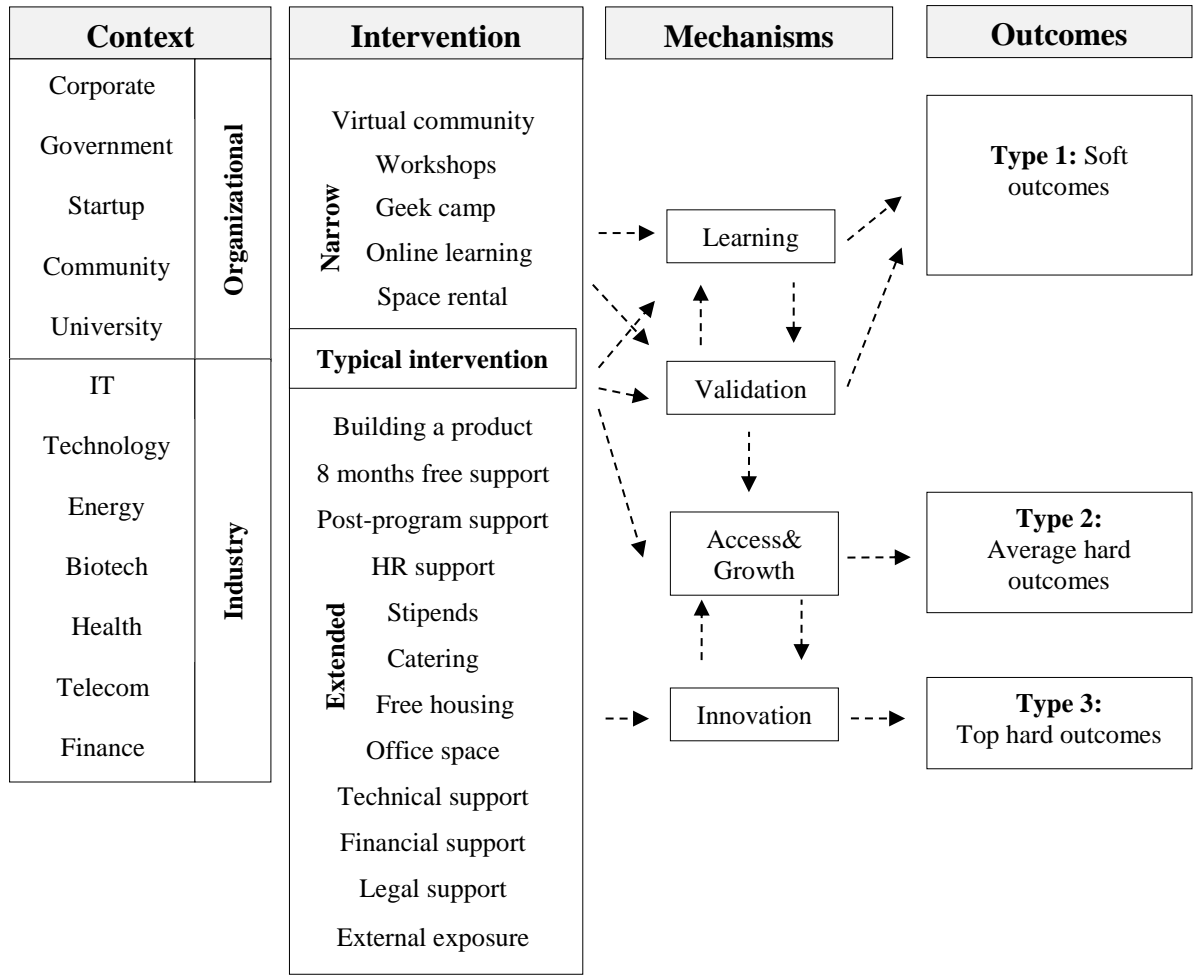 Context
Intervention
Mechanisms
Outcomes
Corporate
Government
Startup
Community
University
Organizational
IT
Technology
Energy
Biotech
Health
Telecom
Finance
Industry
Virtual community
Workshops
Geek camp
Online learning
Space rental
Narrow
Typical intervention
Building a product
8 months free support
Post-program support
HR support
Stipends
Catering
Free housing
Office space
Technical support
Financial support
Legal support
External exposure
Extended
Learning
Validation
Access&
Growth
Innovation
Type 1: Soft
outcomes
Type 2:
Average hard
outcomes
Type 3:
Top hard outcomes